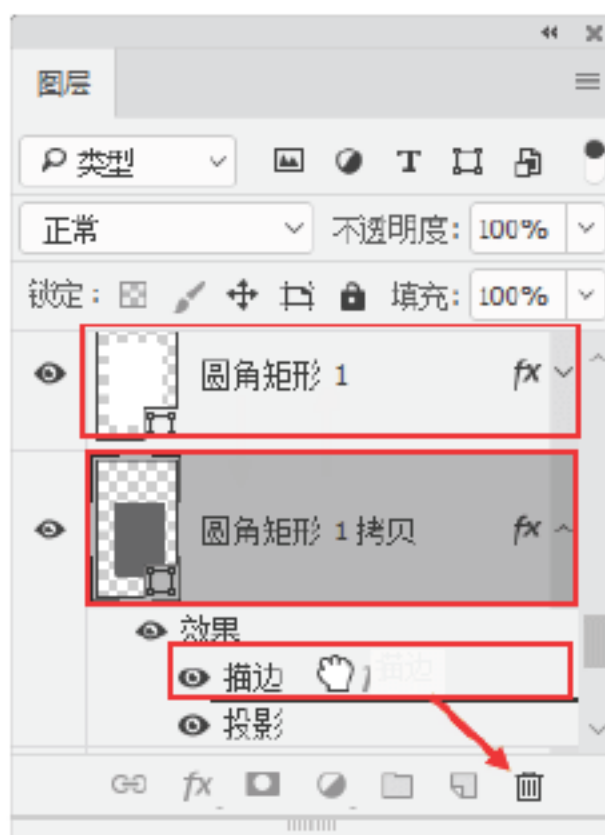 图层
类型
正常 不透明度: 100%
锁定: 填充: 100%
圆角矩形 1 fx
圆角矩形 1 拷贝 fx
效果
描边 描边
投影
fx